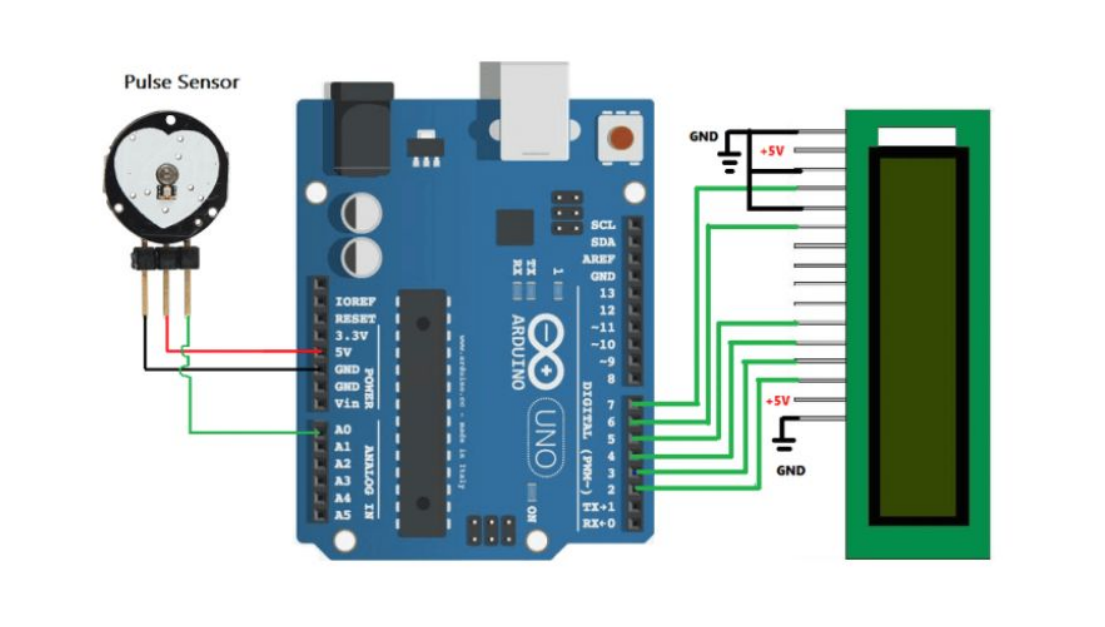 Pulse Sensor
GND
+5V
SCL
SDA
AREF
GND
13
12
~11
~10
~9
8
7
6
5
4
3
2
TX→1
RX←0
DIGITAL (PWM~)
RX
TX
1
ARDUINO
UNO
ON
www.arduino.cc - made in Italy
IOREF
RESET
3.3V
5V
GND
GND
Vin
POWER
A0
A1
A2
A3
A4
A5
ANALOG IN
+5V
GND